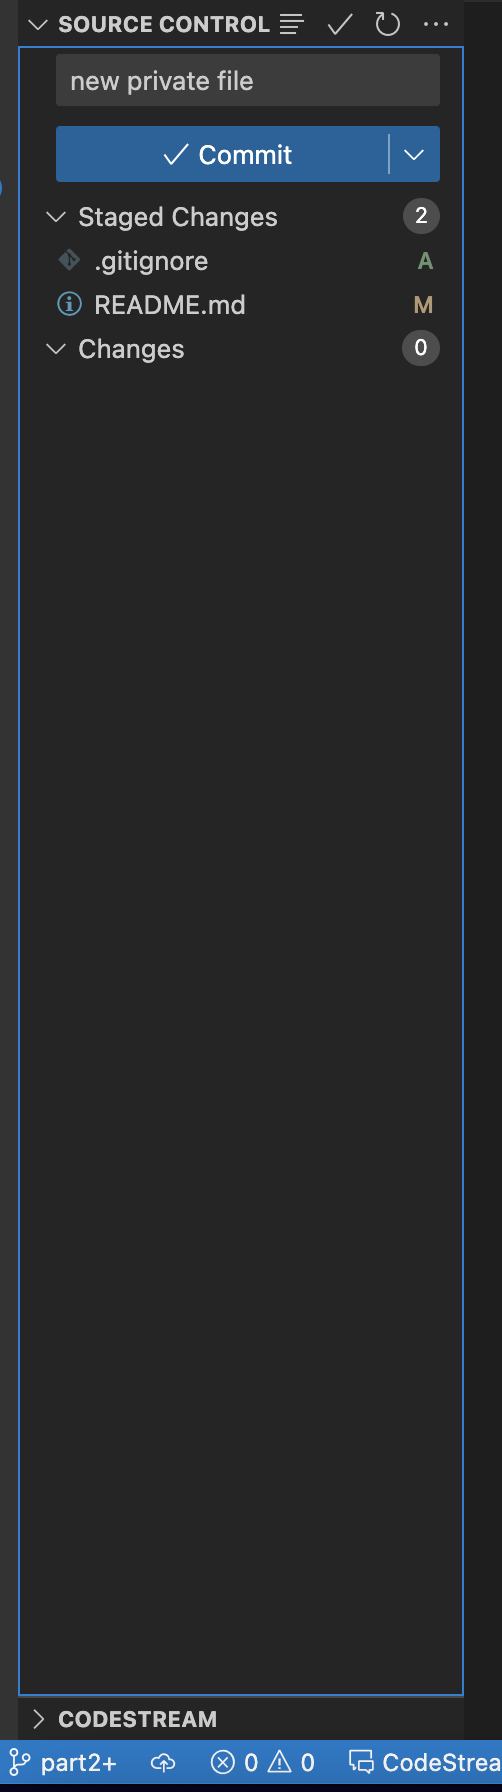 SOURCE CONTROL
new private file
Commit
Staged Changes 2
.gitignore A
README.md M
Changes 0
CODESTREAM
part2+ 0 0 CodeStrea